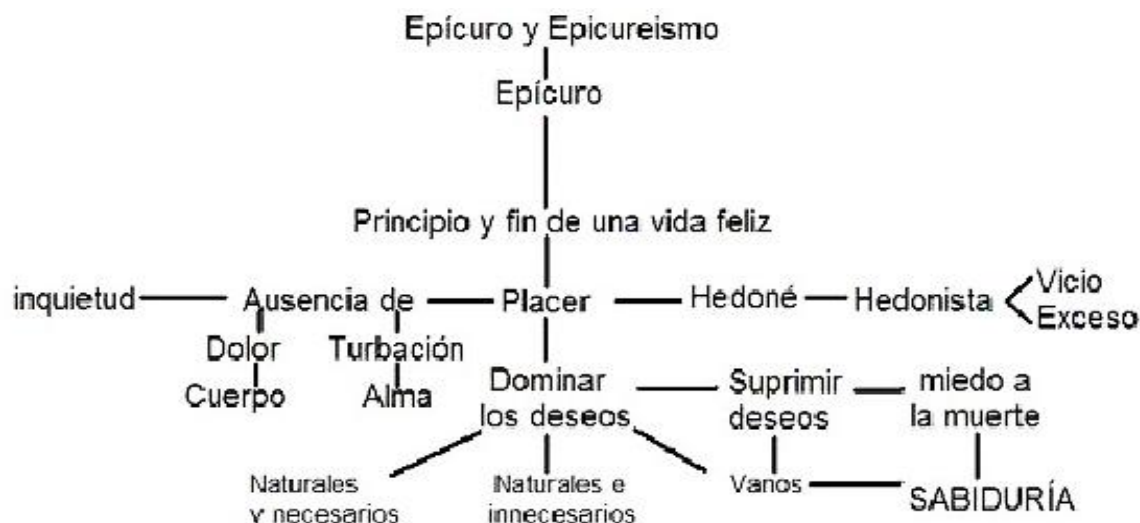 Epícuro y Epicureismo
Epícuro
Principio y fin de una vida feliz
inquietud Ausencia de Placer Hedoné Hedonista Vicio
Exceso
Dolor Turbación
Cuerpo Alma
Dominar Suprimir miedo a
los deseos deseos la muerte
Naturales Naturales e Vanos SABIDURÍA
y necesarios innecesarios